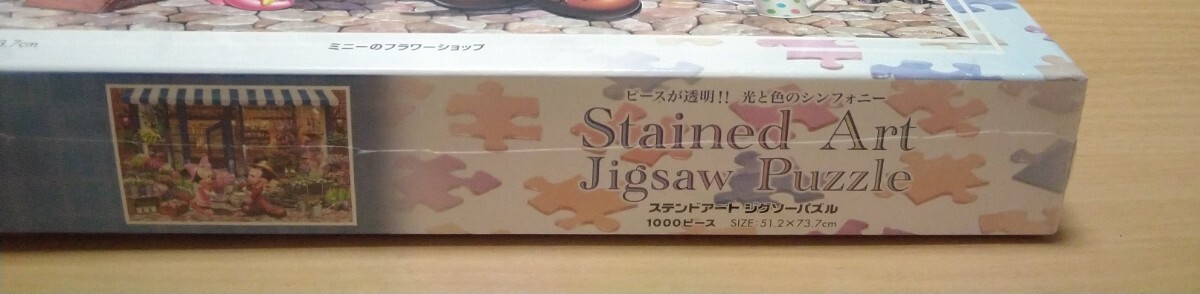 .7cm
ミニーのフラワーショップ
ピースが透明!! 光と色のシンフォニー
Stained Art
Jigsaw Puzzle
ステンドアート ジグソーパズル
1000ピース SIZE:51.2×73.7cm